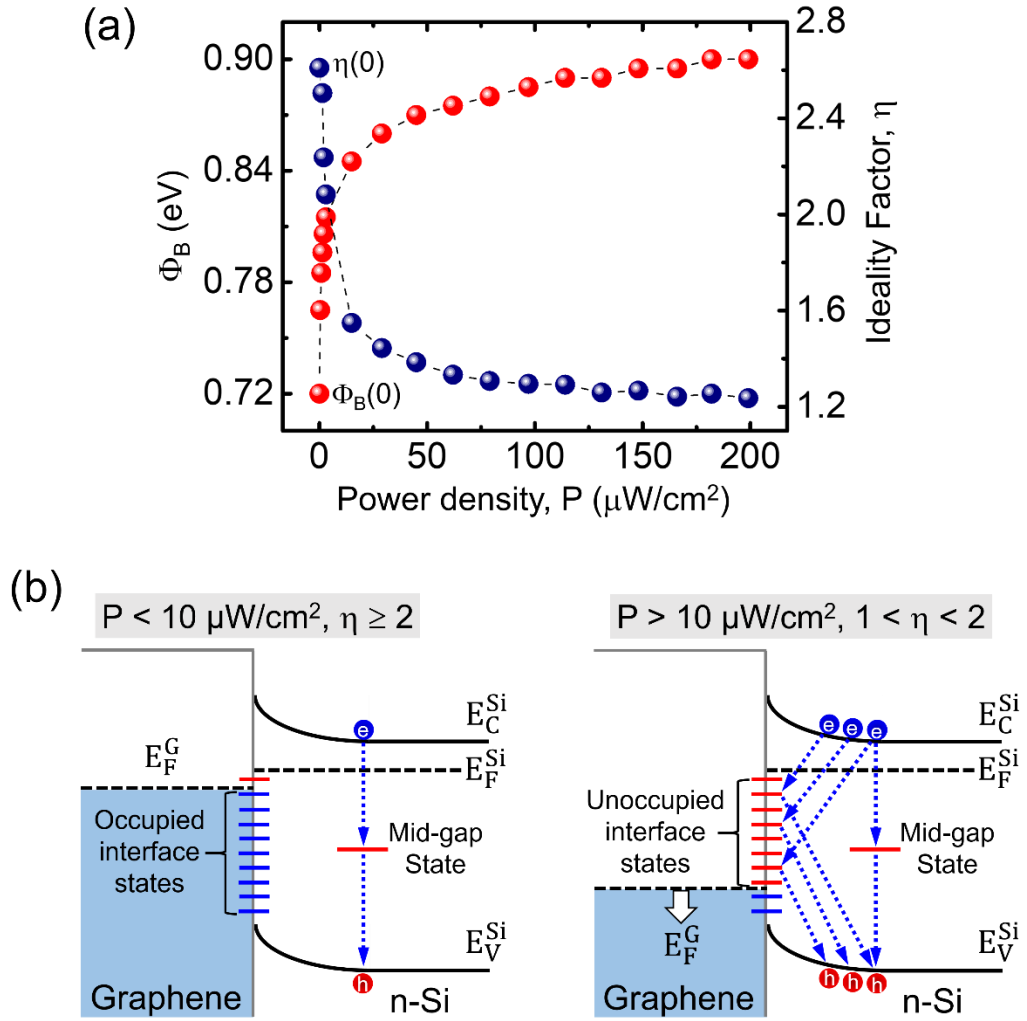 (a)
0.90
0.84
0.78
0.72
Φ_B (eV)
η(0)
Φ_B(0)
2.8
2.4
2.0
1.6
1.2
Ideality Factor, η
0 50 100 150 200
Power density, P (μW/cm²)
(b)
P < 10 μW/cm², η ≥ 2
E_C^Si
e
E_F^G
E_F^Si
Occupied
interface
states
Mid-gap
State
E_V^Si
h
Graphene
n-Si
P > 10 μW/cm², 1 < η < 2
E_C^Si
e e e
E_F^Si
Unoccupied
interface
states
Mid-gap
State
E_F^G
E_V^Si
h h h
Graphene
n-Si